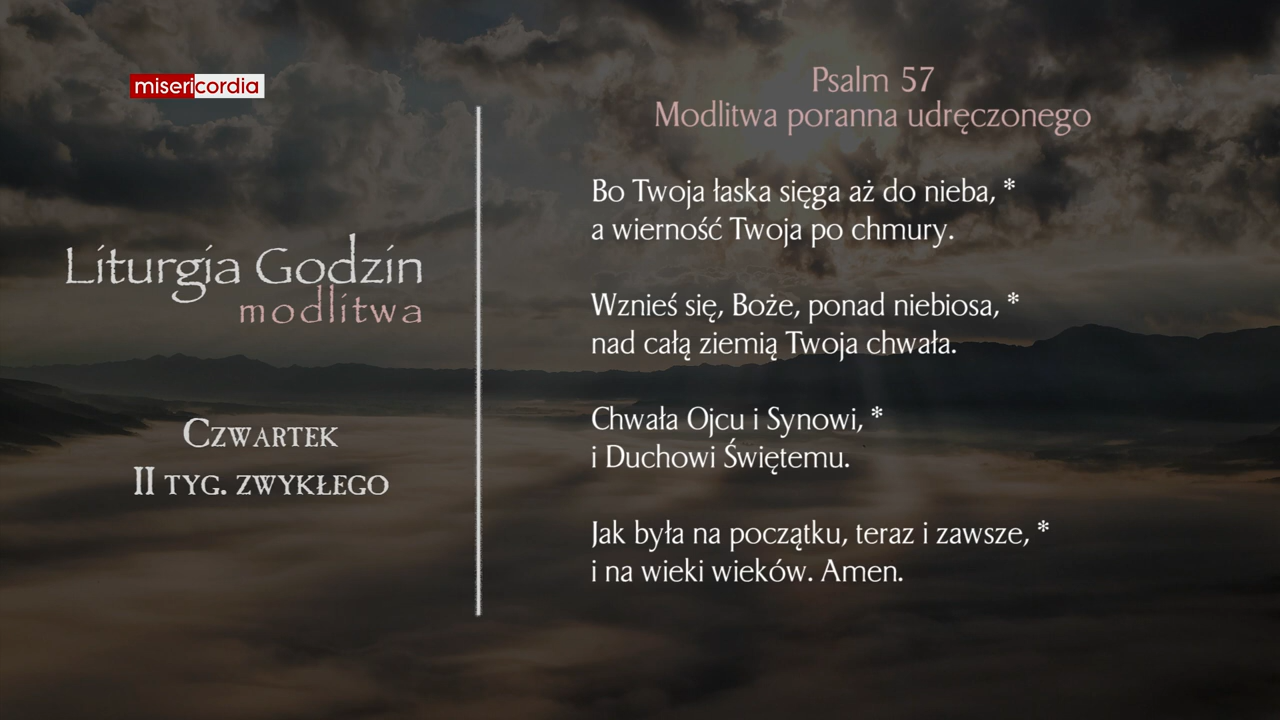 misericordia
Liturgia Godzin
modlitwa
Czwartek
II tyg. zwykłego
Psalm 57
Modlitwa poranna udręczonego
Bo Twoja łaska sięga aż do nieba, *
a wierność Twoja po chmury.
Wznieś się, Boże, ponad niebiosa, *
nad całą ziemią Twoja chwała.
Chwała Ojcu i Synowi, *
i Duchowi Świętemu.
Jak była na początku, teraz i zawsze, *
i na wieki wieków. Amen.